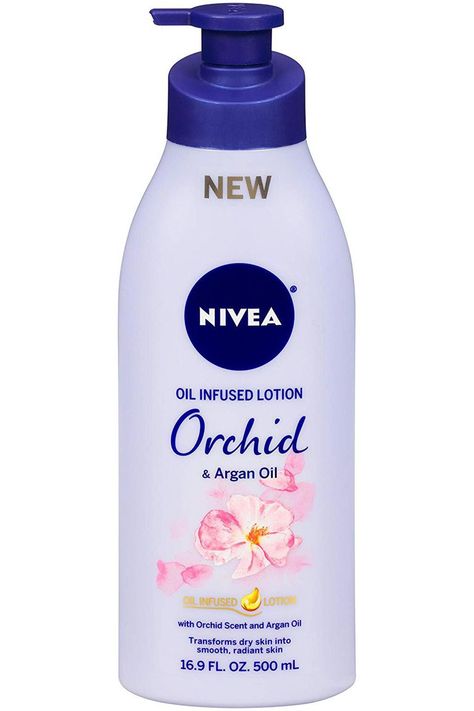 NEW
NIVEA®
OIL INFUSED LOTION
Orchid
& Argan Oil
OIL INFUSED LOTION
with Orchid Scent and Argan Oil
Transforms dry skin into
smooth, radiant skin
16.9 FL. OZ. 500 mL